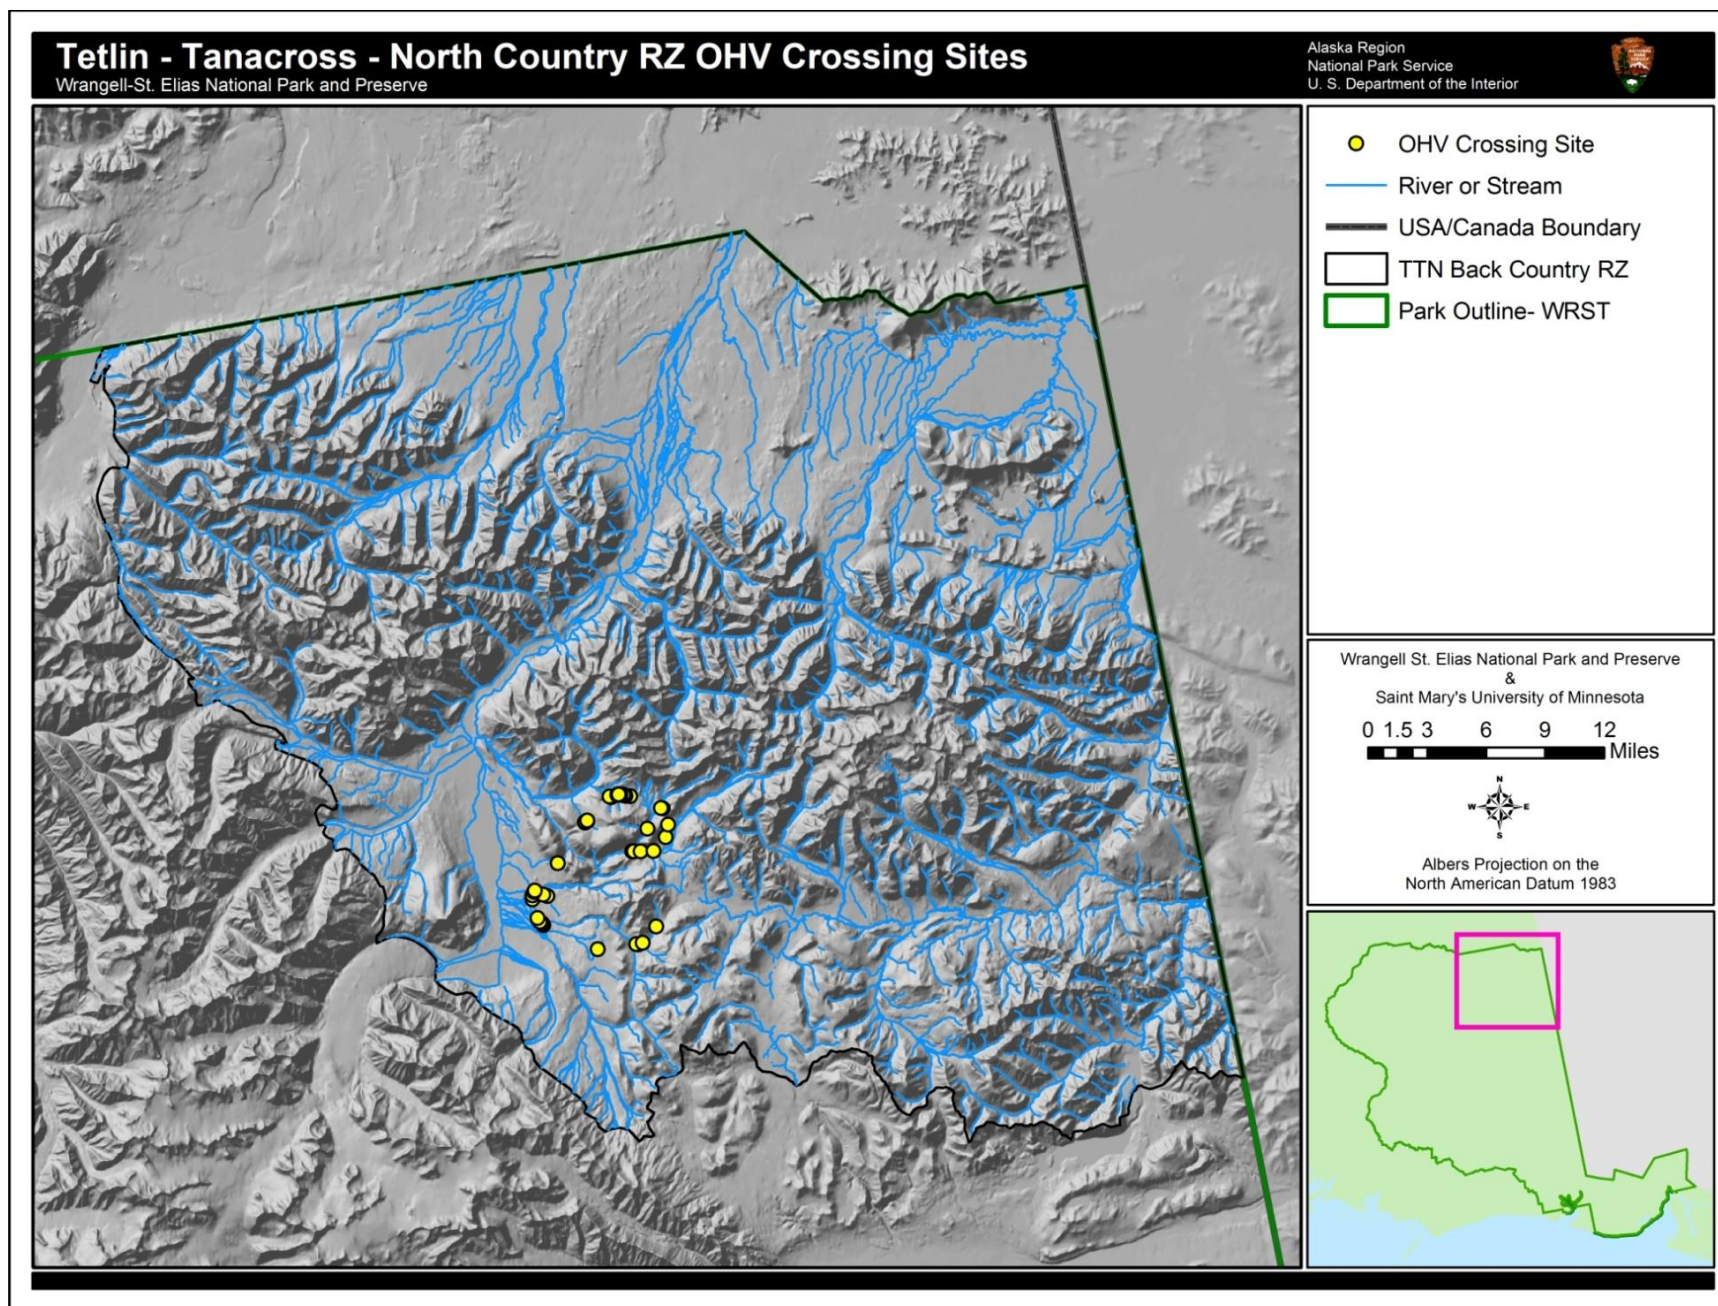 Tetlin - Tanacross - North Country RZ OHV Crossing Sites
Wrangell-St. Elias National Park and Preserve
Alaska Region
National Park Service
U. S. Department of the Interior
OHV Crossing Site
River or Stream
USA/Canada Boundary
TTN Back Country RZ
Park Outline- WRST
Wrangell St. Elias National Park and Preserve
&
Saint Mary's University of Minnesota
0 1.5 3 6 9 12
Miles
N
W E
S
Albers Projection on the
North American Datum 1983